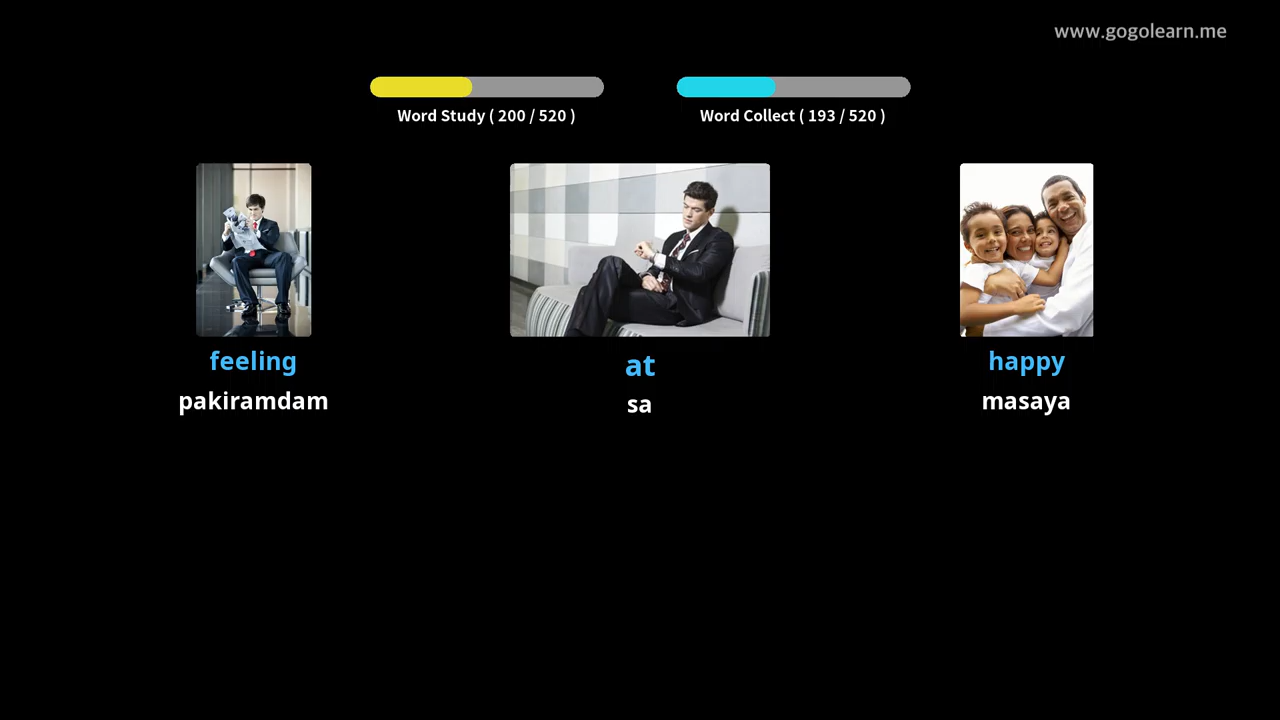 www.gogolearn.me
Word Study ( 200 / 520 )
Word Collect ( 193 / 520 )
feeling
pakiramdam
at
sa
happy
masaya